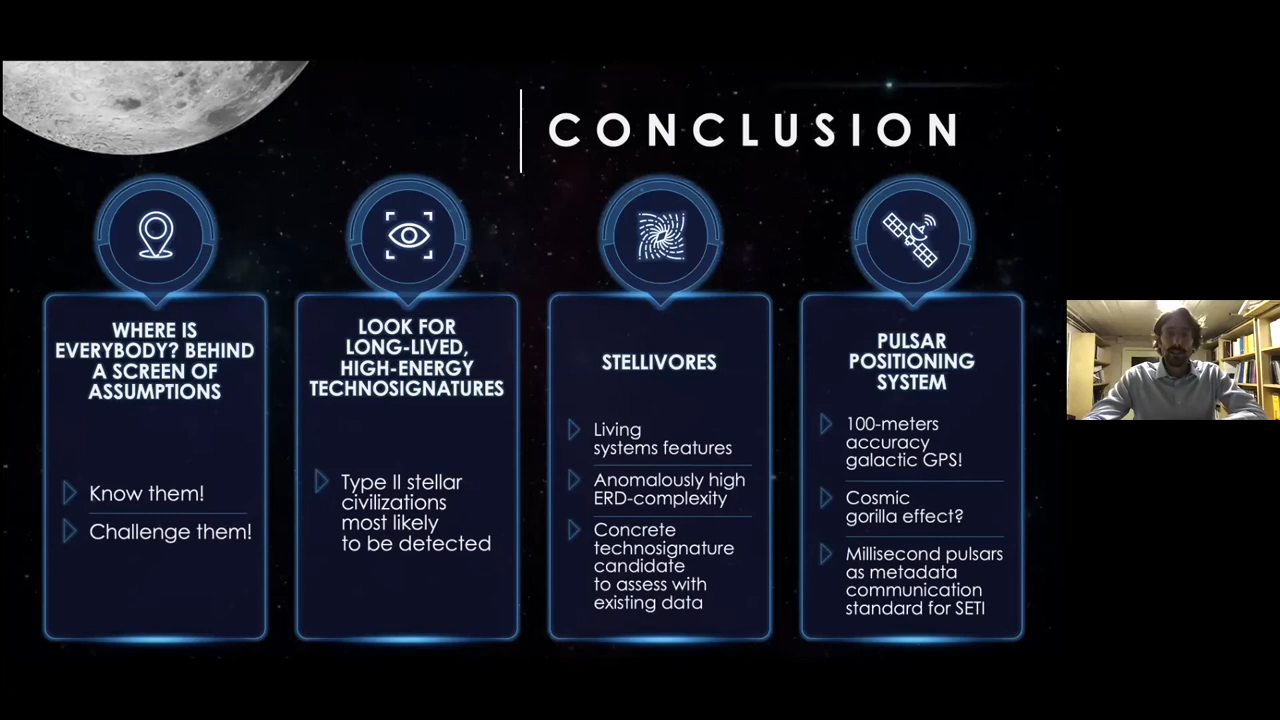 CONCLUSION
WHERE IS
EVERYBODY? BEHIND
A SCREEN OF
ASSUMPTIONS
Know them!
Challenge them!
LOOK FOR
LONG-LIVED,
HIGH-ENERGY
TECHNOSIGNATURES
Type II stellar
civilizations
most likely
to be detected
STELLIVORES
Living
systems features
Anomalously high
ERD-complexity
Concrete
technosignature
candidate
to assess with
existing data
PULSAR
POSITIONING
SYSTEM
100-meters
accuracy
galactic GPS!
Cosmic
gorilla effect?
Millisecond pulsars
as metadata
communication
standard for SETI